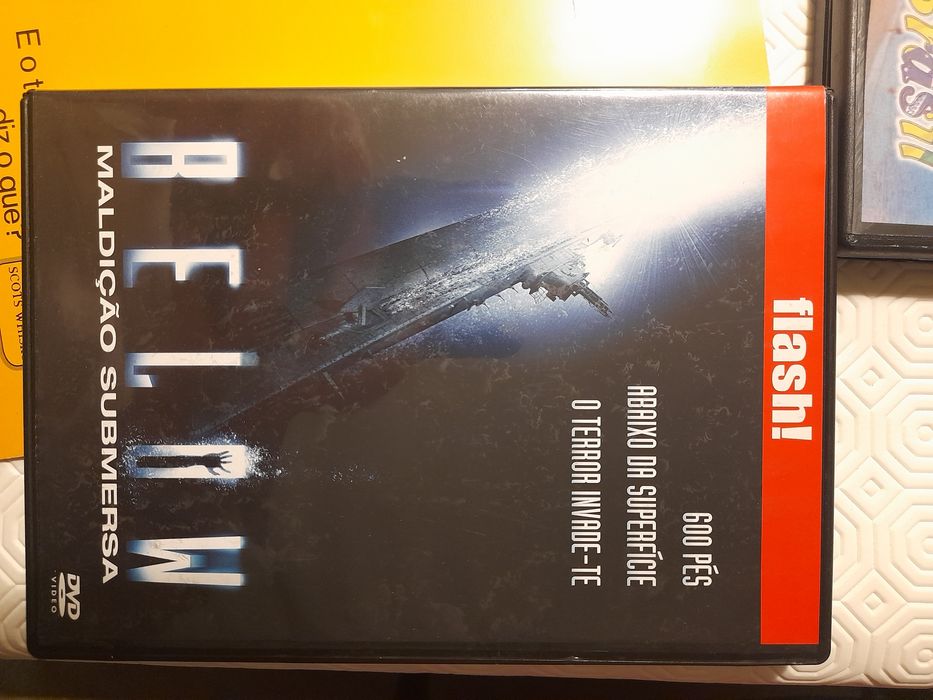 flash!
600 PÉS
ABAIXO DA SUPERFÍCIE
O TERROR INVADE-TE
BELOW
MALDIÇÃO SUBMERSA
DVD
VIDEO
E o t
diz o que?